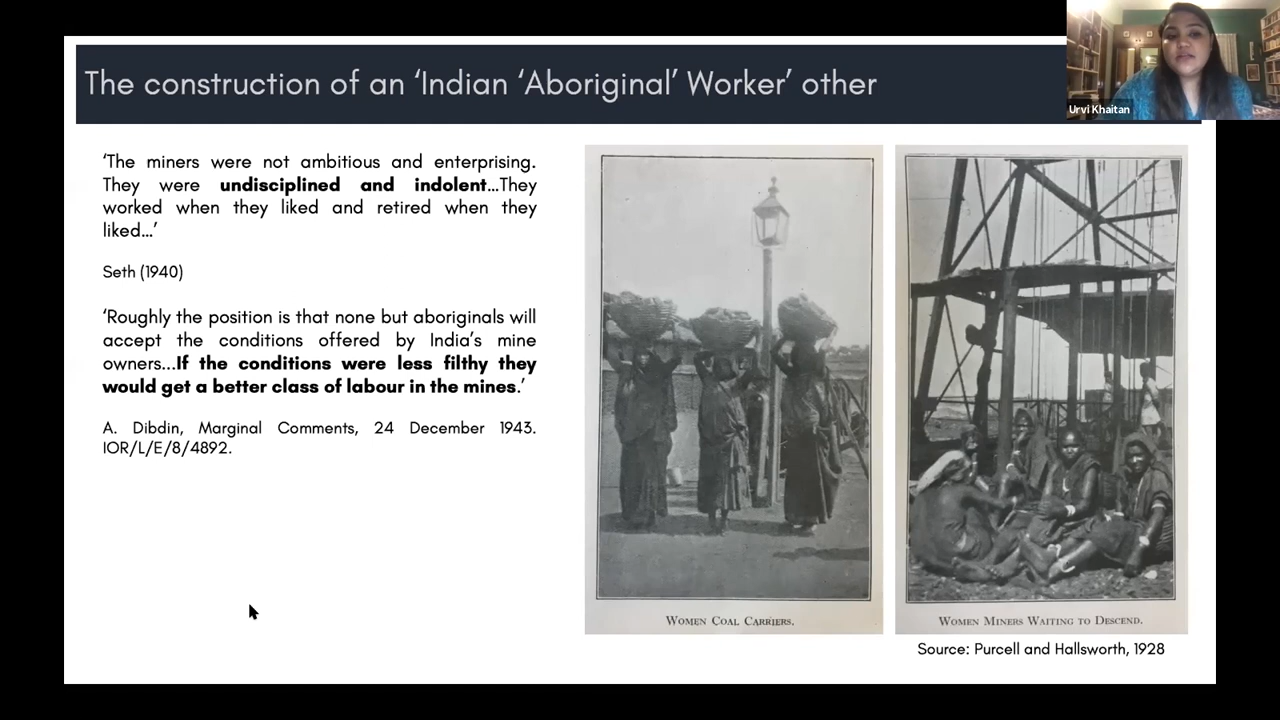 The construction of an ‘Indian ‘Aboriginal’ Worker’ other
Urvi Khaitan
‘The miners were not ambitious and enterprising.
They were undisciplined and indolent…They
worked when they liked and retired when they
liked…’
Seth (1940)
‘Roughly the position is that none but aboriginals will
accept the conditions offered by India’s mine
owners…If the conditions were less filthy they
would get a better class of labour in the mines.’
A. Dibdin, Marginal Comments, 24 December 1943.
IOR/L/E/8/4892.
Women Coal Carriers.
Women Miners Waiting to Descend.
Source: Purcell and Hallsworth, 1928